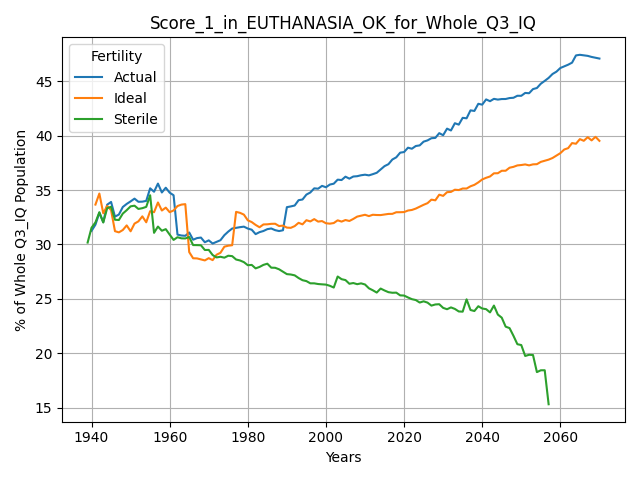 Score_1_in_EUTHANASIA_OK_for_Whole_Q3_IQ
Fertility
Actual
Ideal
Sterile
% of Whole Q3_IQ Population
45
40
35
30
25
20
15
1940 1960 1980 2000 2020 2040 2060
Years